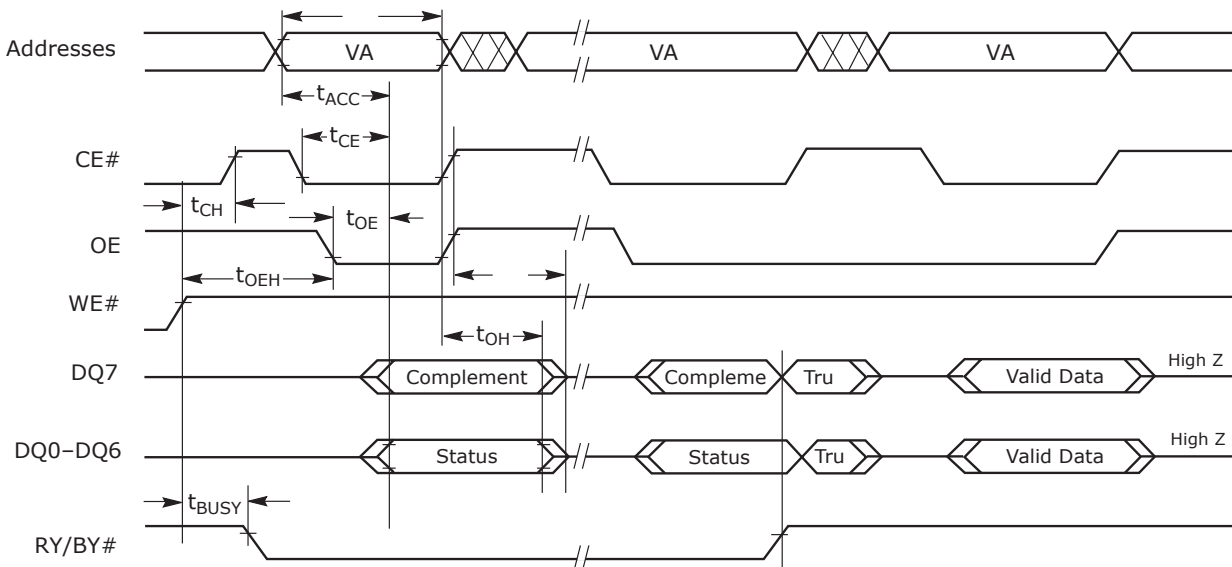 Addresses VA VA VA
tACC
tCE
CE#
tCH
tOE
OE
tOEH
WE#
tOH
DQ7 Complement Compleme Tru Valid Data High Z
DQ0–DQ6 Status Status Tru Valid Data High Z
tBUSY
RY/BY#